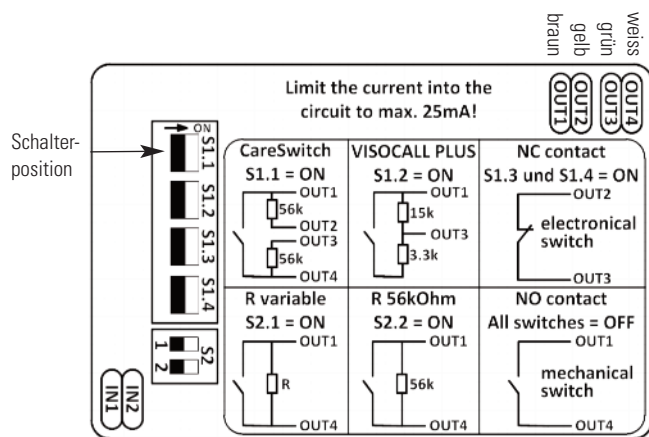 braun
gelb
grün
weiss
OUT1
OUT2
OUT3
OUT4
Limit the current into the
circuit to max. 25mA!
Schalter-
position
ON
S1.1
S1.2
S1.3
S1.4
S2
1
2
IN1
IN2
CareSwitch
S1.1 = ON
OUT1
56k
OUT2
OUT3
56k
OUT4
VISOCALL PLUS
S1.2 = ON
OUT1
15k
OUT3
3.3k
NC contact
S1.3 und S1.4 = ON
OUT2
electronical
switch
OUT3
R variable
S2.1 = ON
OUT1
R
OUT4
R 56kOhm
S2.2 = ON
OUT1
56k
OUT4
NO contact
All switches = OFF
OUT1
mechanical
switch
OUT4